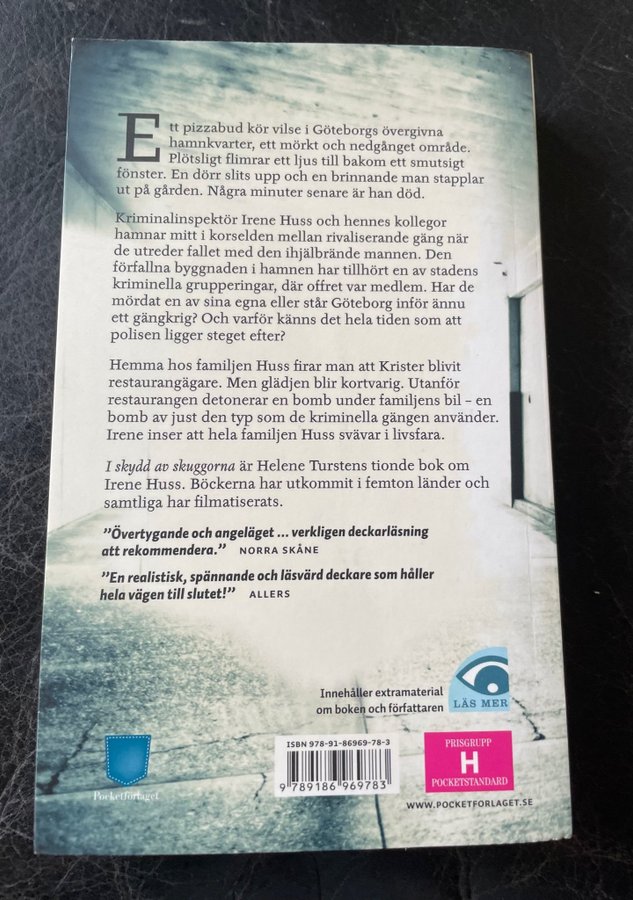 Ett pizzabud kör vilse i Göteborgs övergivna
hamnkvarter, ett mörkt och nedgånget område.
Plötsligt flimrar ett ljus till bakom ett smutsigt
fönster. En dörr slits upp och en brinnande man stapplar
ut på gården. Några minuter senare är han död.
Kriminalinspektör Irene Huss och hennes kollegor
hamnar mitt i korselden mellan rivaliserande gäng när
de utreder fallet med den ihjälbrände mannen. Den
förfallna byggnaden i hamnen har tillhört en av stadens
kriminella grupperingar, där offret var medlem. Har de
mördat en av sina egna eller står Göteborg inför ännu
ett gängkrig? Och varför känns det hela tiden som att
polisen ligger steget efter?
Hemma hos familjen Huss firar man att Krister blivit
restaurangägare. Men glädjen blir kortvarig. Utanför
restaurangen detonerar en bomb under familjens bil – en
bomb av just den typ som de kriminella gängen använder.
Irene inser att hela familjen Huss svävar i livsfara.
I skydd av skuggorna är Helene Turstens tionde bok om
Irene Huss. Böckerna har utkommit i femton länder och
samtliga har filmatiserats.
”Övertygande och angeläget ... verkligen deckarläsning
att rekommendera.” NORRA SKÅNE
”En realistisk, spännande och läsvärd deckare som håller
hela vägen till slutet!” ALLERS
Innehåller extramaterial
om boken och författaren
LÄS MER
Pocketförlaget
ISBN 978-91-86969-78-3
9 789186 969783
PRISGRUPP
H
POCKETSTANDARD
WWW.POCKETFORLAGET.SE